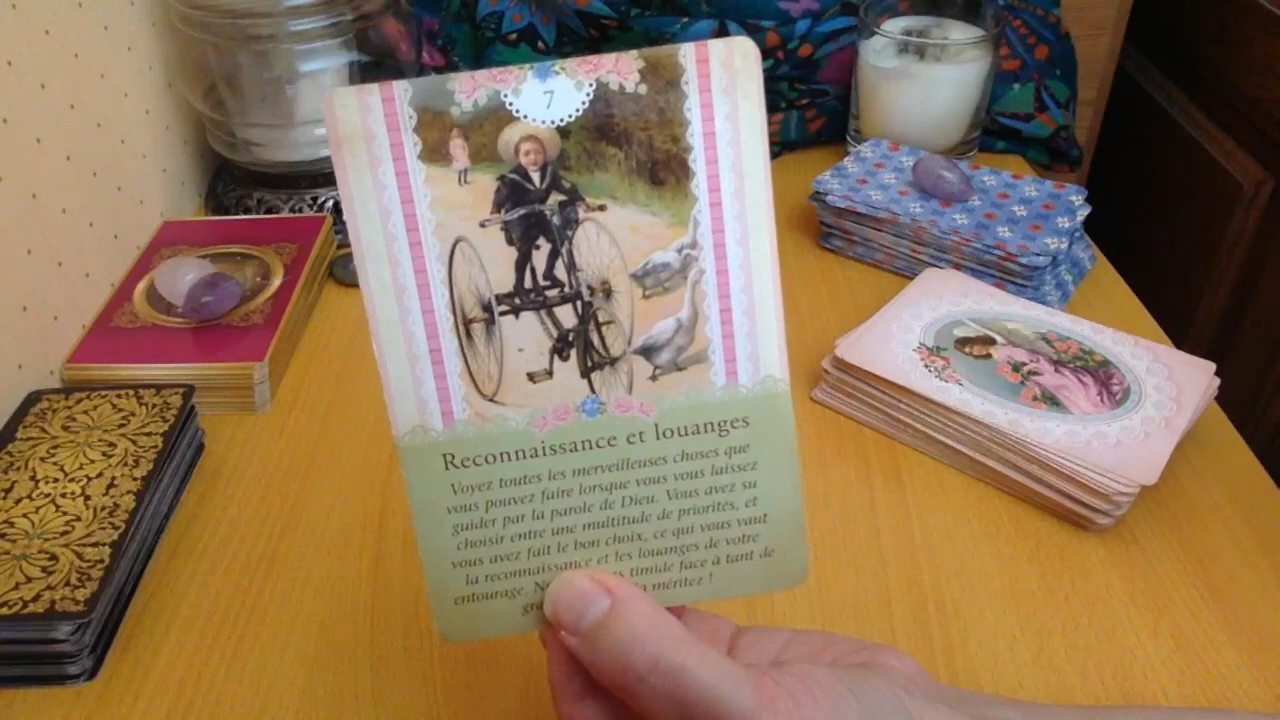 7
Reconnaissance et louanges
Voyez toutes les merveilleuses choses que
vous pouvez faire lorsque vous vous laissez
guider par la parole de Dieu. Vous avez su
choisir entre une multitude de priorités, et
vous avez fait le bon choix, ce qui vous vaut
la reconnaissance et les louanges de votre
entourage. timide face à tant de
méritez !